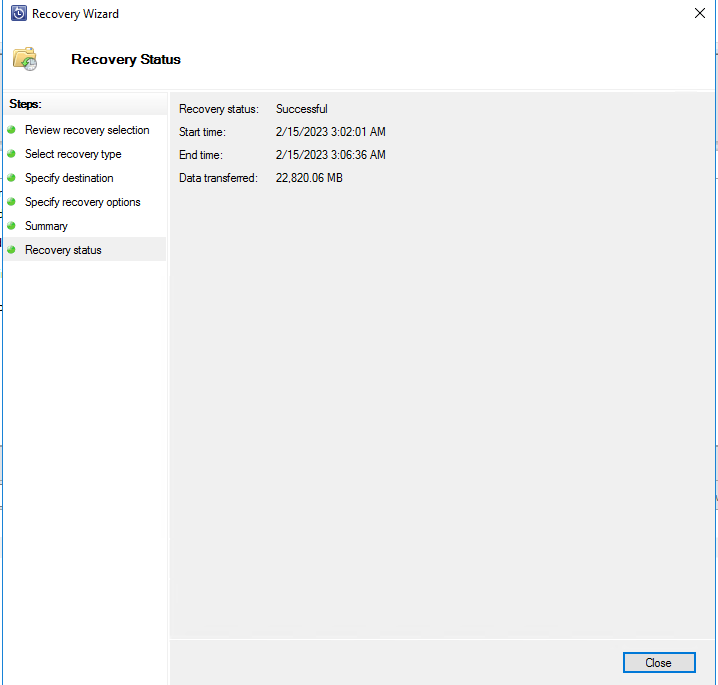 Recovery Wizard
Recovery Status
Steps:
Review recovery selection
Select recovery type
Specify destination
Specify recovery options
Summary
Recovery status
Recovery status: Successful
Start time: 2/15/2023 3:02:01 AM
End time: 2/15/2023 3:06:36 AM
Data transferred: 22,820.06 MB
Close